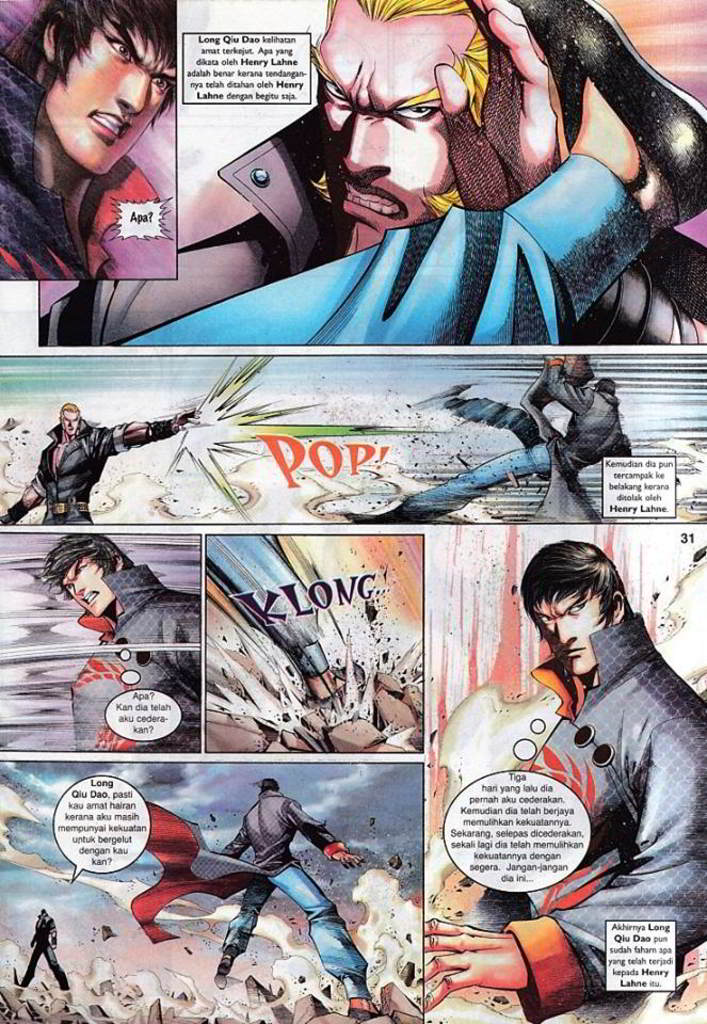 Long Qiu Dao kelihatan
amat terkejut. Apa yang
dikata oleh Henry Lahne
adalah benar kerana tendangan-
nya telah ditahan oleh Henry
Lahne dengan begitu saja.
Apa?
POP!
Kemudian dia pun
tercampak ke
belakang kerana
ditolak oleh
Henry Lahne.
31
Apa?
Kan dia telah
aku cedera-
kan?
KLONG..
Tiga
hari yang lalu dia
pernah aku cederakan.
Kemudian dia telah berjaya
memulihkan kekuatannya.
Sekarang, selepas dicederakan,
sekali lagi dia telah memulihkan
kekuatannya dengan
segera. Jangan-jangan
dia ini...
Long
Qiu Dao, pasti
kau amat hairan
kerana aku masih
mempunyai kekuatan
untuk bergelut
dengan kau
kan?
Akhirnya Long
Qiu Dao pun
sudah faham apa
yang telah terjadi
kepada Henry
Lahne itu.